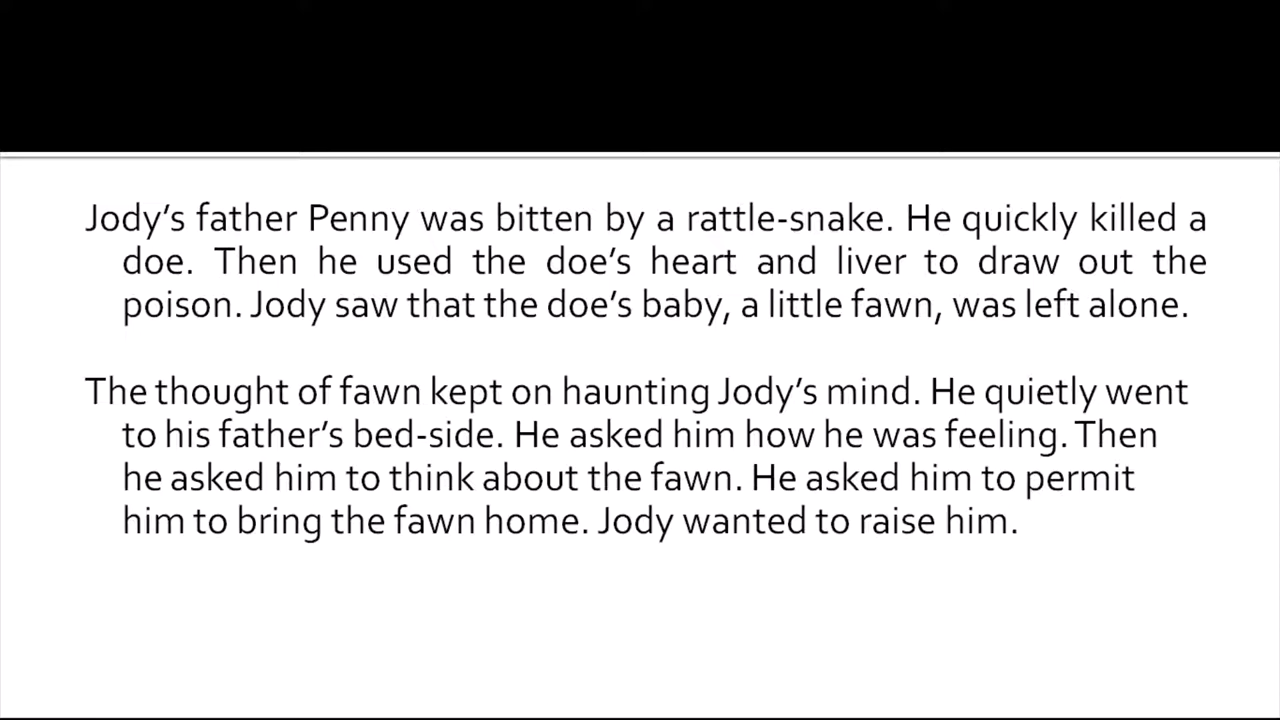 Jody’s father Penny was bitten by a rattle-snake. He quickly killed a
doe. Then he used the doe’s heart and liver to draw out the
poison. Jody saw that the doe’s baby, a little fawn, was left alone.
The thought of fawn kept on haunting Jody’s mind. He quietly went
to his father’s bed-side. He asked him how he was feeling. Then
he asked him to think about the fawn. He asked him to permit
him to bring the fawn home. Jody wanted to raise him.